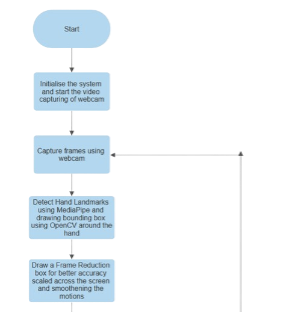 Start
Initialise the system
and start the video
capturing of webcam
Capture frames using
webcam
Detect Hand Landmarks
using MediaPipe and
drawing bounding box
using OpenCV around the
hand
Draw a Frame Reduction
box for better accuracy
scaled across the screen
and smoothening the
motions